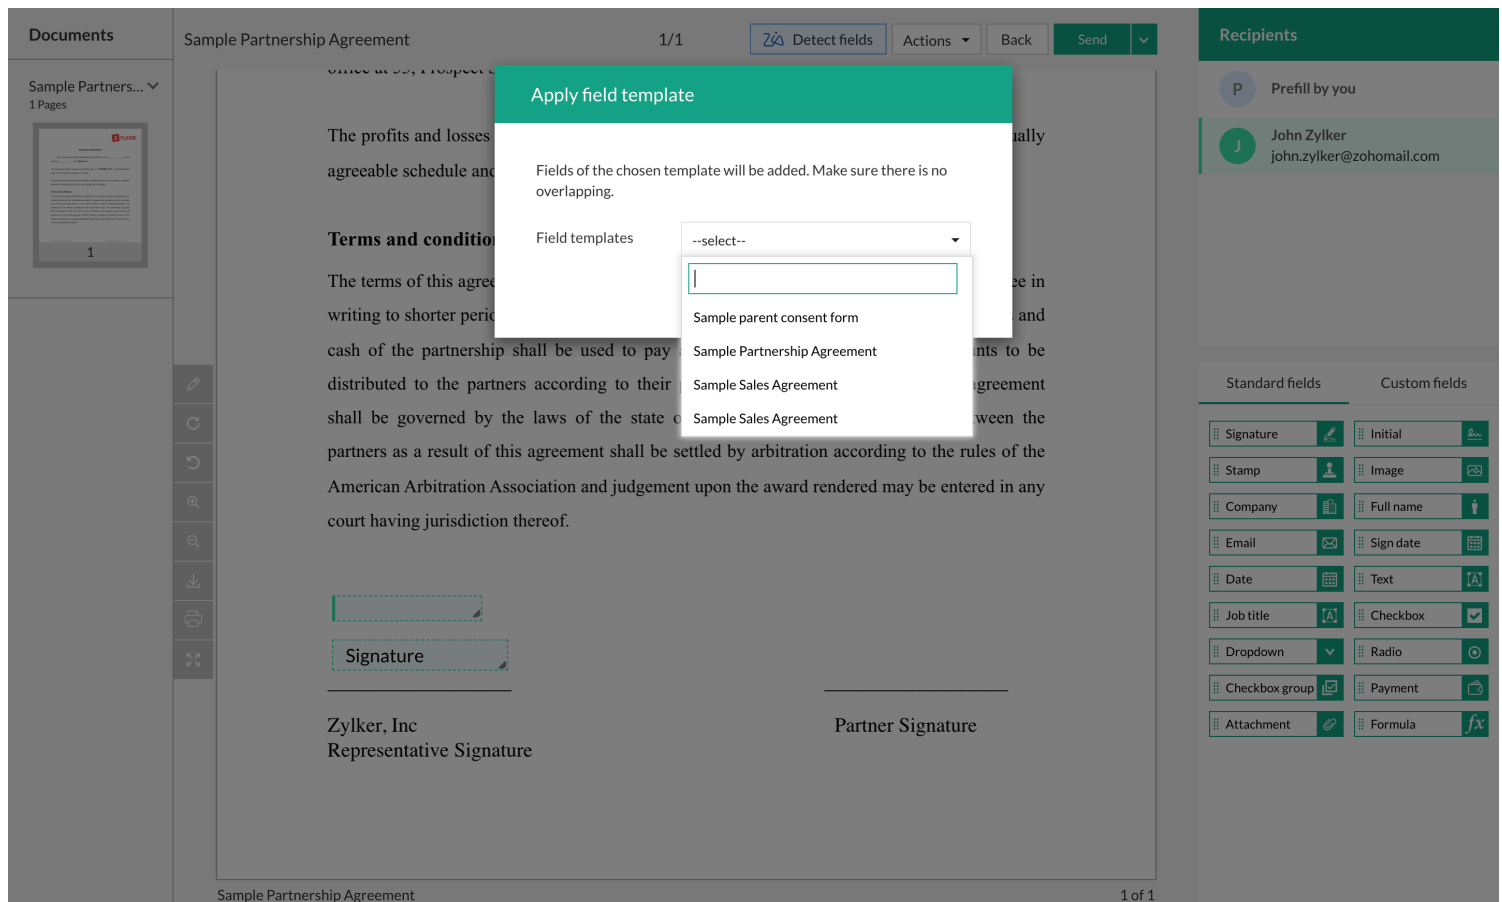 Documents
Sample Partnership Agreement
1/1
Detect fields
Actions
Back
Send
Recipients
Sample Partners...
1 Pages
ZYLKER
1
P
Prefill by you
J
John Zylker
john.zylker@zohomail.com
Apply field template
Fields of the chosen template will be added. Make sure there is no
overlapping.
Field templates
--select--
Sample parent consent form
Sample Partnership Agreement
Sample Sales Agreement
Sample Sales Agreement
The profits and losses
agreeable schedule and
Terms and
The terms of this ee in
writing to shorter and
cash of the partnership shall be used to pay to be
distributed to the partners according to their
shall be governed by the laws of the state the
partners as a result of this agreement shall be settled by arbitration according to the rules of the
American Arbitration Association and judgement upon the award rendered may be entered in any
court having jurisdiction thereof.
Signature
Zylker, Inc
Representative Signature
Partner Signature
Sample Partnership Agreement
1 of 1
Standard fields
Custom fields
Signature
Initial
Stamp
Image
Company
Full name
Email
Sign date
Date
Text
Job title
Checkbox
Dropdown
Radio
Checkbox group
Payment
Attachment
Formula
fx